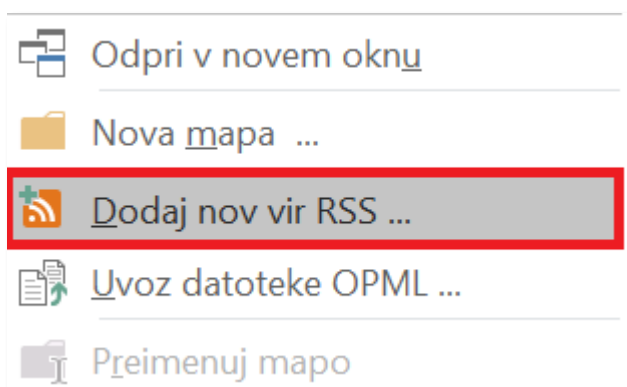 Odpri v novem oknu
Nova mapa ...
Dodaj nov vir RSS ...
Uvoz datoteke OPML ...
Preimenuj mapo